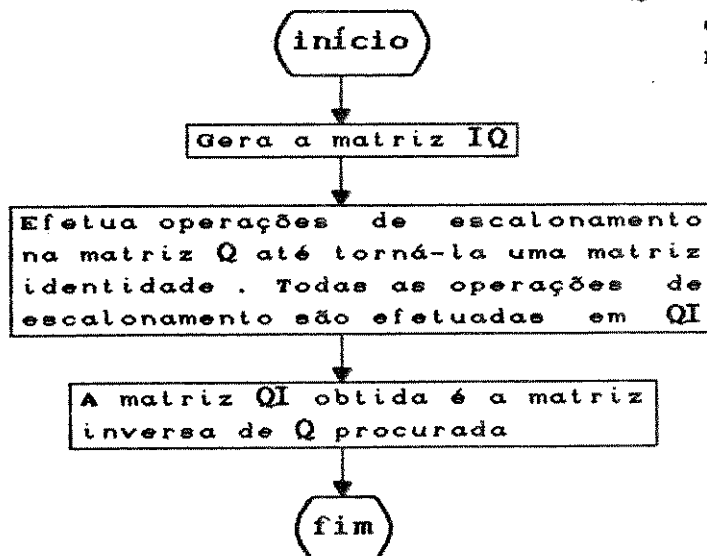 início
Gera a matriz IQ
Efetua operações de escalonamento
na matriz Q até torná-la uma matriz
identidade . Todas as operações de
escalonamento são efetuadas em QI
A matriz QI obtida é a matriz
inversa de Q procurada
fim